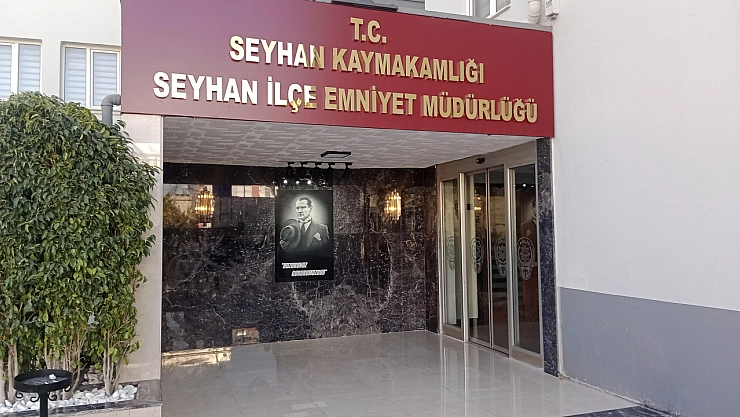 T.C.
SEYHAN KAYMAKAMLIĞI
SEYHAN İLÇE EMNİYET MÜDÜRLÜĞÜ